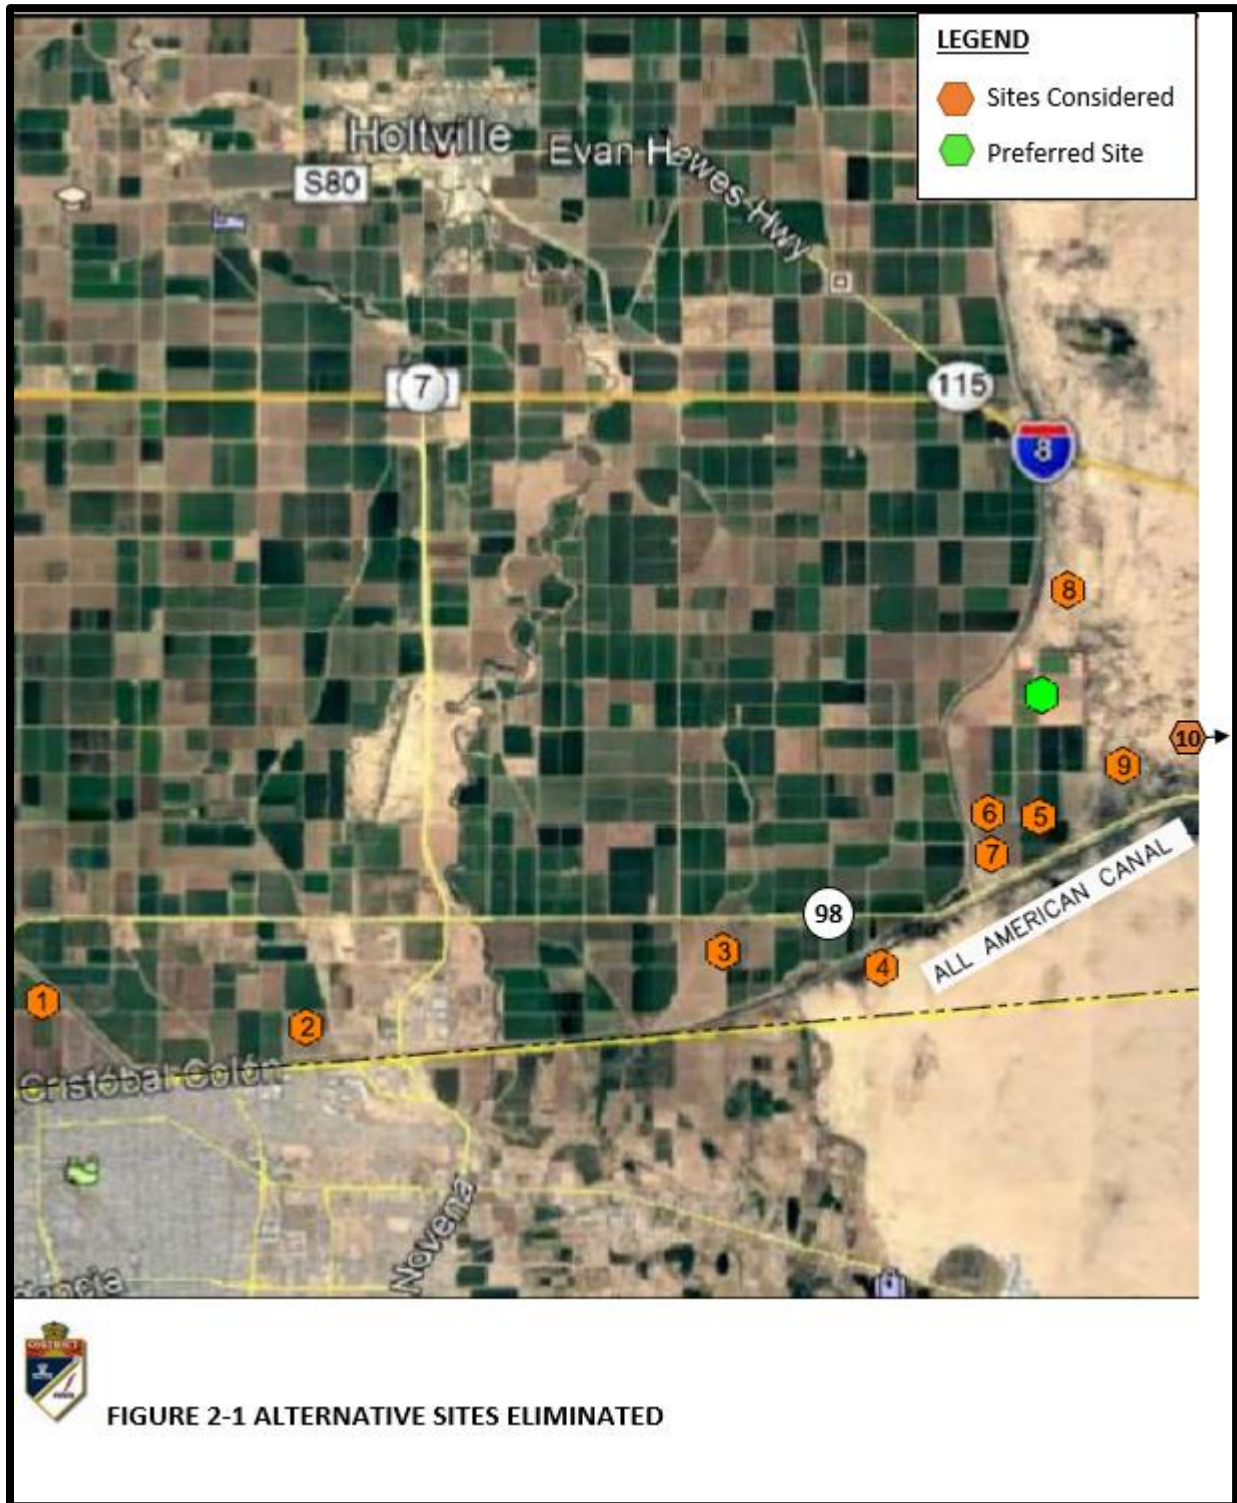 LEGEND
Sites Considered
Preferred Site
Holtville
Evan Hewes Hwy
S80
7
115
8
8
10
9
6
5
7
98
ALL AMERICAN CANAL
3
4
1
2
Cristóbal Colón
Novena
FIGURE 2-1 ALTERNATIVE SITES ELIMINATED